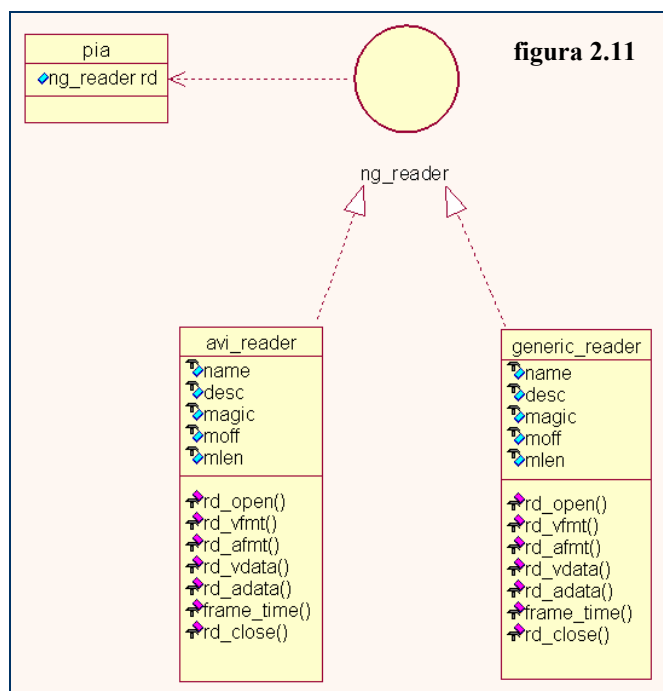 pia
ng_reader rd
figura 2.11
ng_reader
avi_reader
name
desc
magic
moff
mlen
rd_open()
rd_vfmt()
rd_afmt()
rd_vdata()
rd_adata()
frame_time()
rd_close()
generic_reader
name
desc
magic
moff
mlen
rd_open()
rd_vfmt()
rd_afmt()
rd_vdata()
rd_adata()
frame_time()
rd_close()